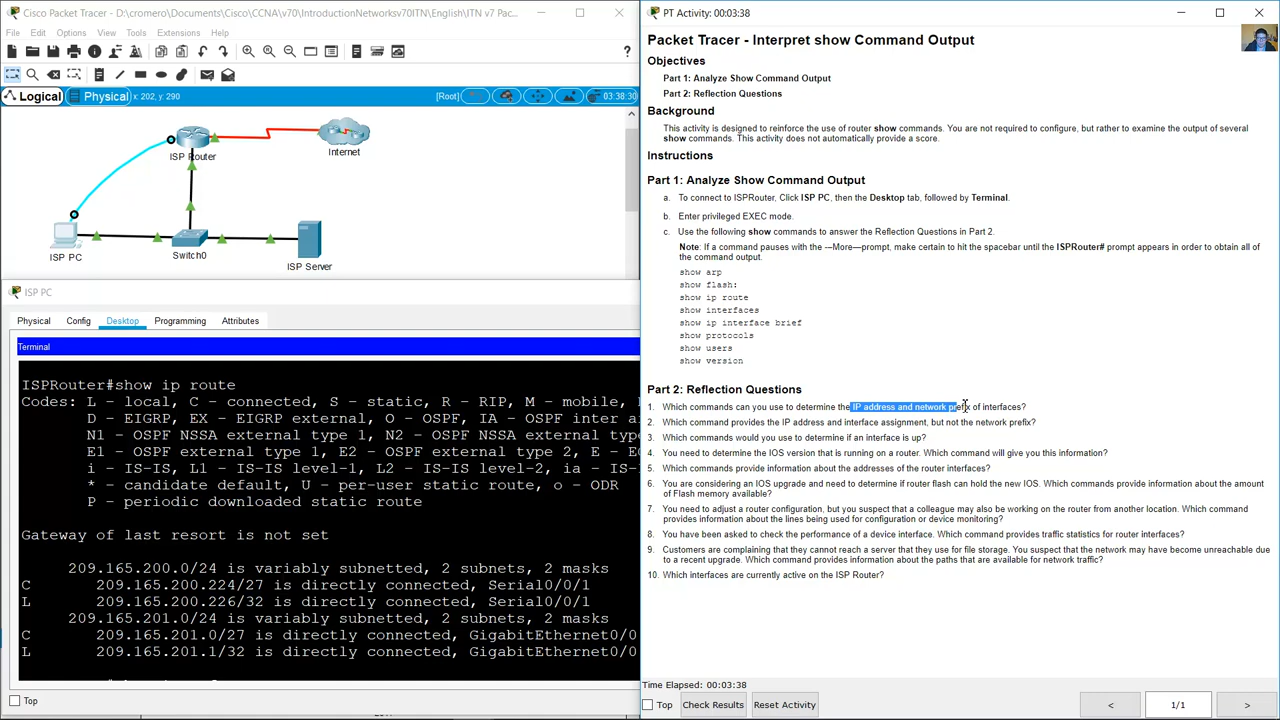 Cisco Packet Tracer - C:\Users\cromero\Documents\Cisco\CCNA\v70\IntroductionNetworksv70ITN\English\ITN v7 Pac...
File Edit Options View Tools Extensions Help
?
Logical Physical x: 202, y: 290 [Root] 03:38:30
ISP Router
Internet
ISP PC
Switch0
ISP Server
ISP PC
Physical Config Desktop Programming Attributes
Terminal
ISPRouter#show ip route
Codes: L - local, C - connected, S - static, R - RIP, M - mobile,
D - EIGRP, EX - EIGRP external, O - OSPF, IA - OSPF inter ar
N1 - OSPF NSSA external type 1, N2 - OSPF NSSA external type
E1 - OSPF external type 1, E2 - OSPF external type 2, E - E
i - IS-IS, L1 - IS-IS level-1, L2 - IS-IS level-2, ia - IS-
* - candidate default, U - per-user static route, o - ODR
P - periodic downloaded static route
Gateway of last resort is not set
209.165.200.0/24 is variably subnetted, 2 subnets, 2 masks
C 209.165.200.224/27 is directly connected, Serial0/0/1
L 209.165.200.226/32 is directly connected, Serial0/0/1
209.165.201.0/24 is variably subnetted, 2 subnets, 2 masks
C 209.165.201.0/27 is directly connected, GigabitEthernet0/0
L 209.165.201.1/32 is directly connected, GigabitEthernet0/0
Top
PT Activity: 00:03:38
Packet Tracer - Interpret show Command Output
Objectives
Part 1: Analyze Show Command Output
Part 2: Reflection Questions
Background
This activity is designed to reinforce the use of router show commands. You are not required to configure, but rather to examine the output of several
show commands. This activity does not automatically provide a score.
Instructions
Part 1: Analyze Show Command Output
a. To connect to ISPRouter, Click ISP PC, then the Desktop tab, followed by Terminal.
b. Enter privileged EXEC mode.
c. Use the following show commands to answer the Reflection Questions in Part 2.
Note: If a command pauses with the --More—prompt, make certain to hit the spacebar until the ISPRouter# prompt appears in order to obtain all of
the command output.
show arp
show flash:
show ip route
show interfaces
show ip interface brief
show protocols
show users
show version
Part 2: Reflection Questions
1. Which commands can you use to determine the IP address and network prefix of interfaces?
2. Which command provides the IP address and interface assignment, but not the network prefix?
3. Which commands would you use to determine if an interface is up?
4. You need to determine the IOS version that is running on a router. Which command will give you this information?
5. Which commands provide information about the addresses of the router interfaces?
6. You are considering an IOS upgrade and need to determine if router flash can hold the new IOS. Which commands provide information about the amount
of Flash memory available?
7. You need to adjust a router configuration, but you suspect that a colleague may also be working on the router from another location. Which command
provides information about the lines being used for configuration or device monitoring?
8. You have been asked to check the performance of a device interface. Which command provides traffic statistics for router interfaces?
9. Customers are complaining that they cannot reach a server that they use for file storage. You suspect that the network may have become unreachable due
to a recent upgrade. Which command provides information about the paths that are available for network traffic?
10. Which interfaces are currently active on the ISP Router?
Time Elapsed: 00:03:38
Top Check Results Reset Activity < 1/1 >